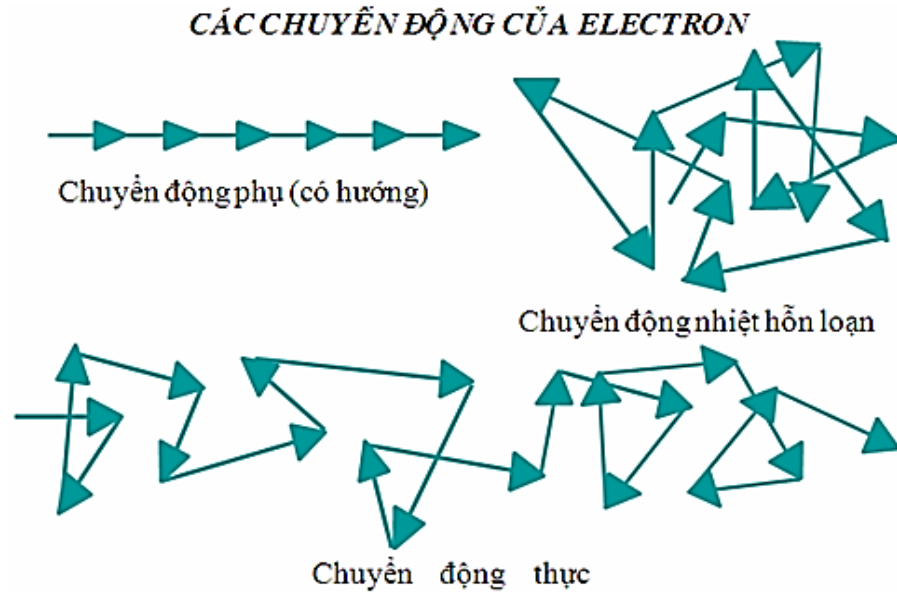 CÁC CHUYỂN ĐỘNG CỦA ELECTRON
Chuyển động phụ (có hướng)
Chuyển động nhiệt hỗn loạn
Chuyển động thực